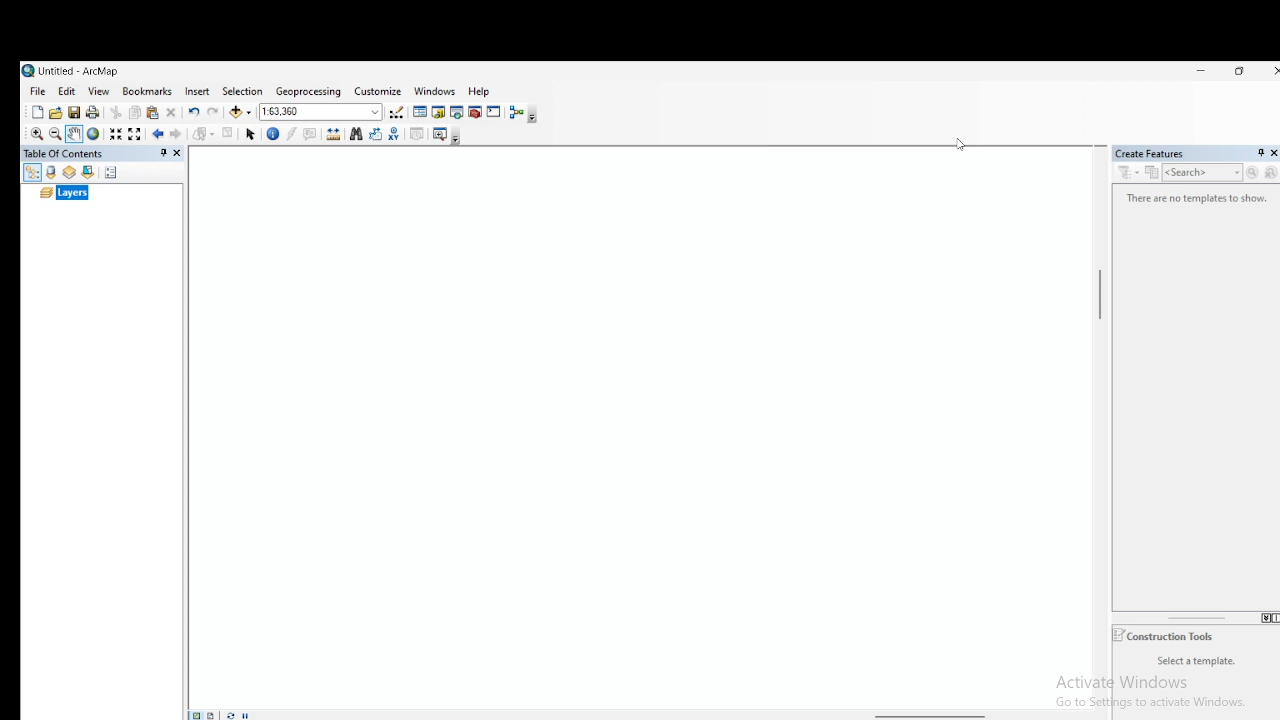 Untitled - ArcMap
File Edit View Bookmarks Insert Selection Geoprocessing Customize Windows Help
1:63,360
Table Of Contents
Create Features
<Search>
Layers
There are no templates to show.
Construction Tools
Select a template.
Activate Windows
Go to Settings to activate Windows.